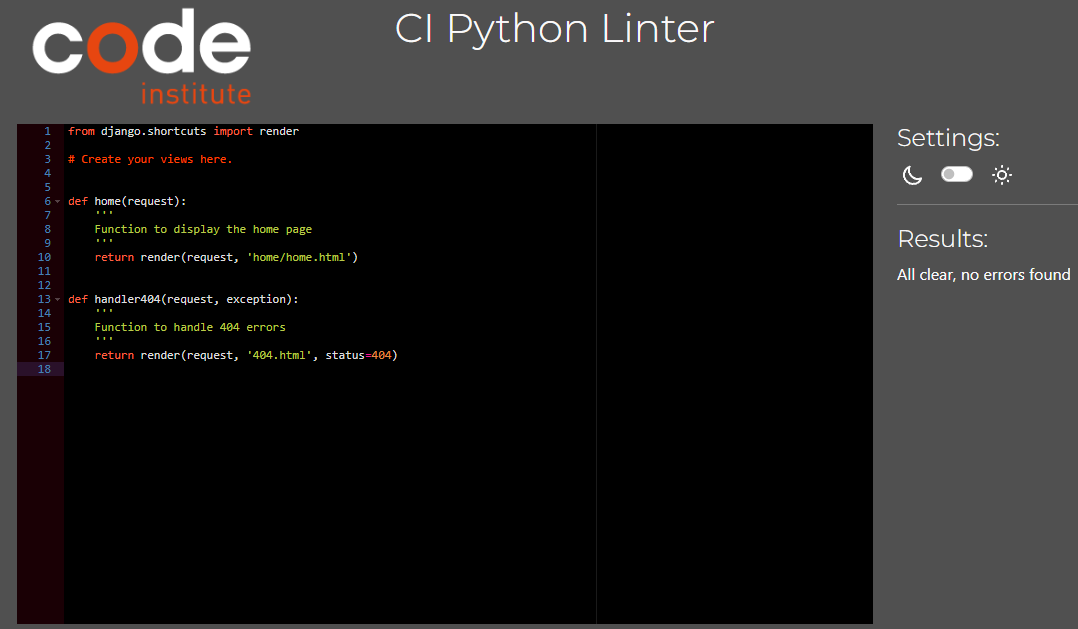 code
institute
CI Python Linter
1 from django.shortcuts import render
2
3 # Create your views here.
4
5
6 def home(request):
7     '''
8     Function to display the home page
9     '''
10     return render(request, 'home/home.html')
11
12
13 def handler404(request, exception):
14     '''
15     Function to handle 404 errors
16     '''
17     return render(request, '404.html', status=404)
18
Settings:
Results:
All clear, no errors found